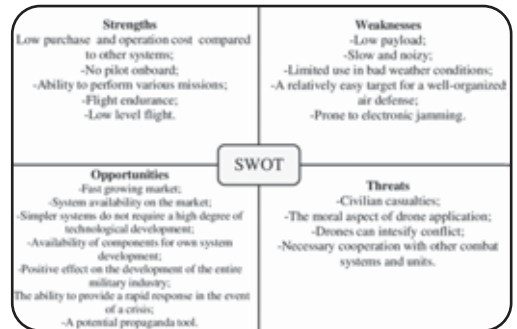 Strengths
Low purchase and operation cost compared
to other systems;
-No pilot onboard;
-Ability to perform various missions;
-Flight endurance;
-Low level flight.
Weaknesses
-Low payload;
-Slow and noizy;
-Limited use in bad weather conditions;
-A relatively easy target for a well-organized
air defense;
-Prone to electronic jamming.
SWOT
Opportunities
-Fast growing market;
-System availability on the market;
-Simpler systems do not require a high degree of
technological development;
-Availability of components for own system
development;
-Positive effect on the development of the entire
military industry;
The ability to provide a rapid response in the event
of a crisis;
-A potential propaganda tool.
Threats
-Civilian casualties;
-The moral aspect of drone application;
-Drones can intesify conflict;
-Necessary cooperation with other combat
systems and units.